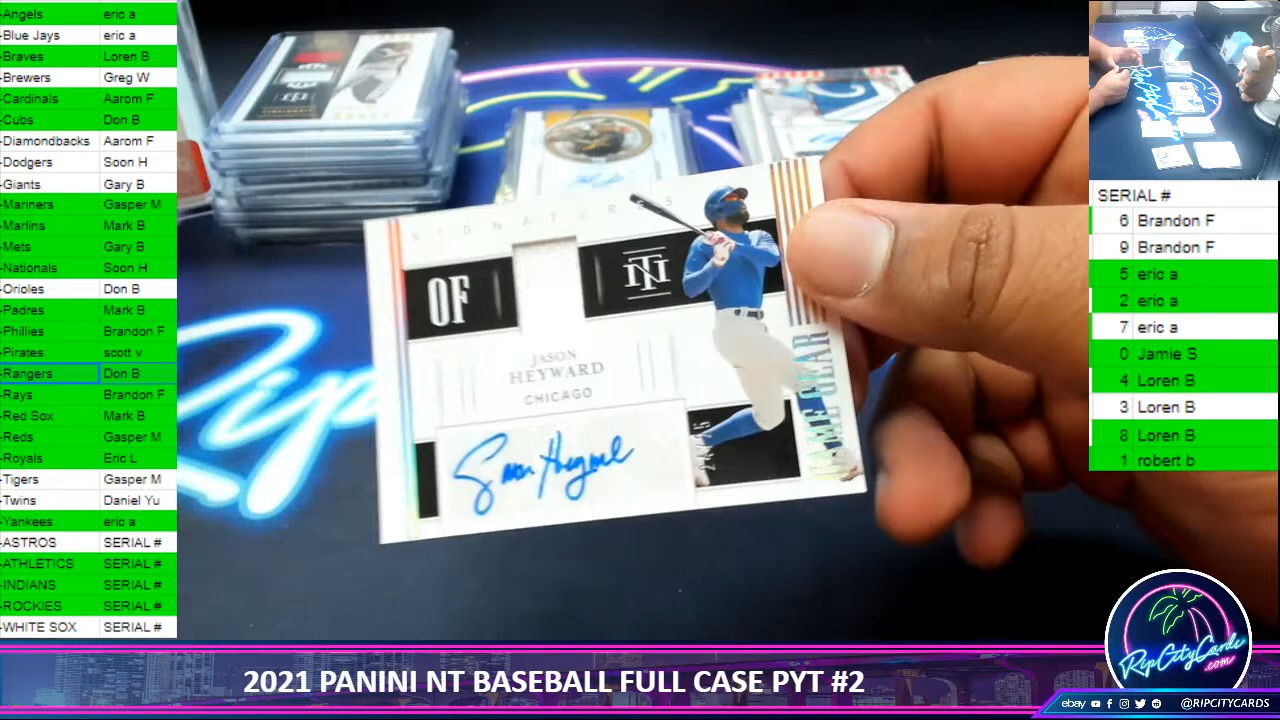 -Angels eric a
-Blue Jays eric a
-Braves Loren B
-Brewers Greg W
-Cardinals Aarom F
-Cubs Don B
-Diamondbacks Aarom F
-Dodgers Soon H
-Giants Gary B
-Mariners Gasper M
-Marlins Mark B
-Mets Gary B
-Nationals Soon H
-Orioles Don B
-Padres Mark B
-Phillies Brandon F
-Pirates scott v
-Rangers Don B
-Rays Brandon F
-Red Sox Mark B
-Reds Gasper M
-Royals Eric L
-Tigers Gasper M
-Twins Daniel Yu
-Yankees eric a
-ASTROS SERIAL #
-ATHLETICS SERIAL #
-INDIANS SERIAL #
-ROCKIES SERIAL #
-WHITE SOX SERIAL #
SIGNATURES
OF
NT
JASON
HEYWARD
CHICAGO
GAME GEAR
Jason Heyward
SERIAL #
6 Brandon F
9 Brandon F
5 eric a
2 eric a
7 eric a
0 Jamie S
4 Loren B
3 Loren B
8 Loren B
1 robert b
RipCityCards
.com
2021 PANINI NT BASEBALL FULL CASE PYT #2
ebay @RIPCITYCARDS